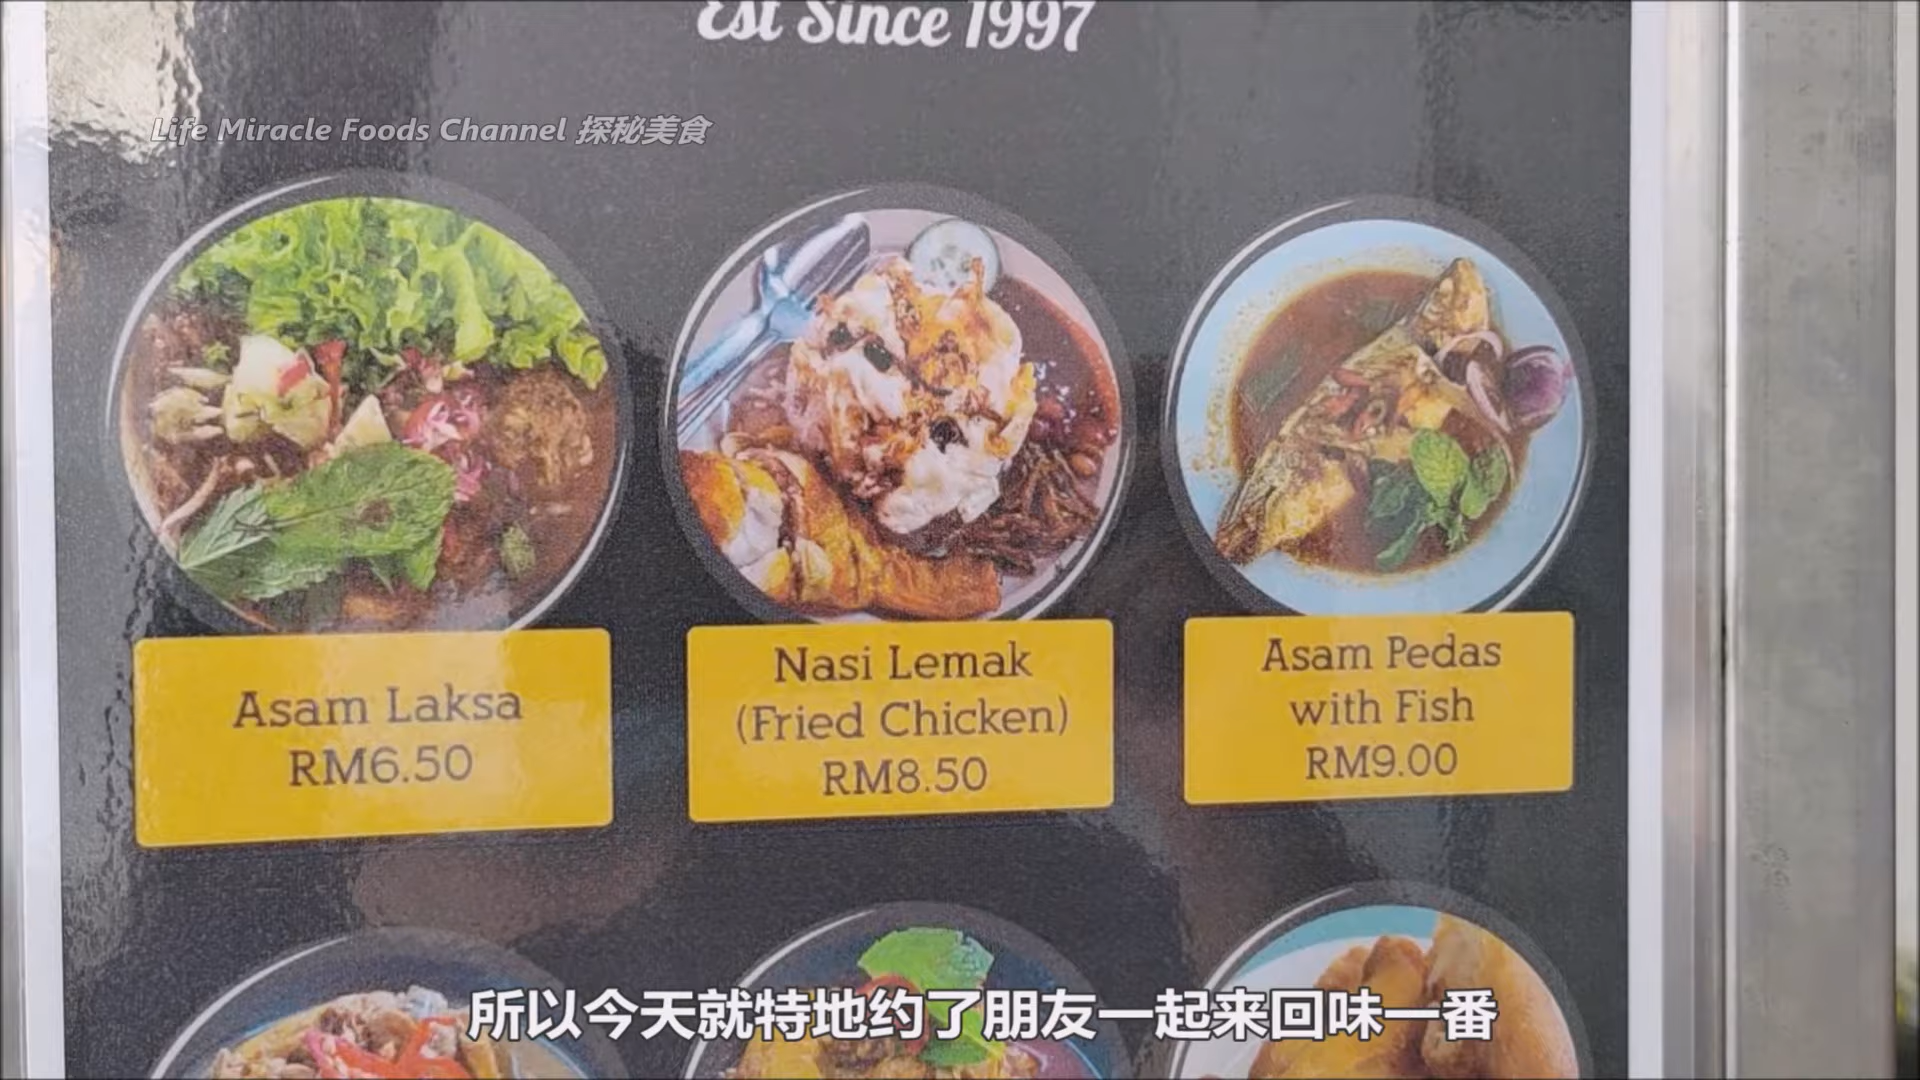 Est Since 1997
Life Miracle Foods Channel 探秘美食
Asam Laksa
RM6.50
Nasi Lemak
(Fried Chicken)
RM8.50
Asam Pedas
with Fish
RM9.00
所以今天就特地约了朋友一起来回味一番